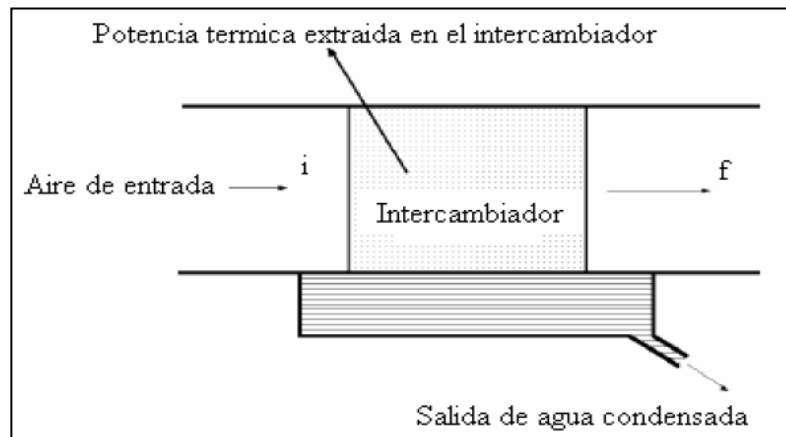 Potencia termica extraida en el intercambiador
i
f
Aire de entrada
Intercambiador
Salida de agua condensada